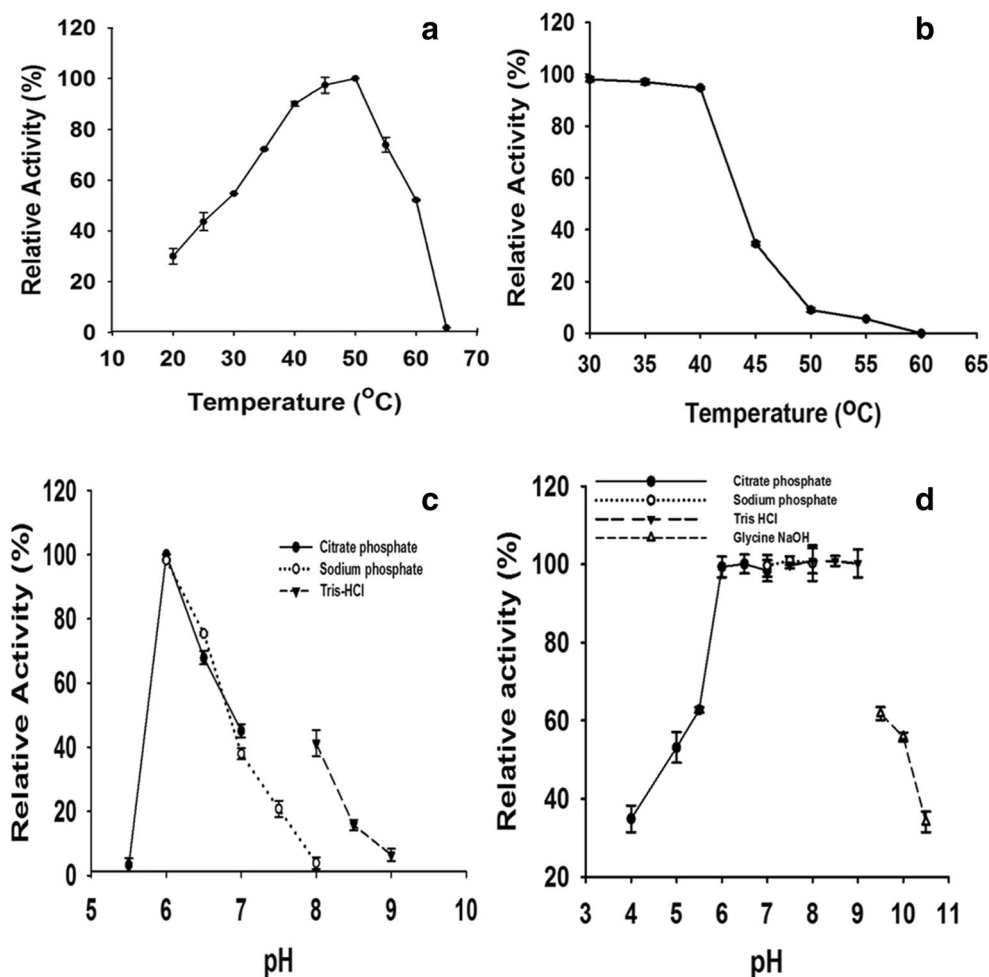 a
120
100
80
60
40
20
0
Relative Activity (%)
10 20 30 40 50 60 70
Temperature (°C)
b
120
100
80
60
40
20
0
Relative Activity (%)
30 35 40 45 50 55 60 65
Temperature (°C)
c
120
100
80
60
40
20
0
Relative Activity (%)
Citrate phosphate
Sodium phosphate
Tris-HCl
5 6 7 8 9 10
pH
d
Citrate phosphate
Sodium phosphate
Tris HCl
Glycine NaOH
120
100
80
60
40
20
Relative activity (%)
3 4 5 6 7 8 9 10 11
pH